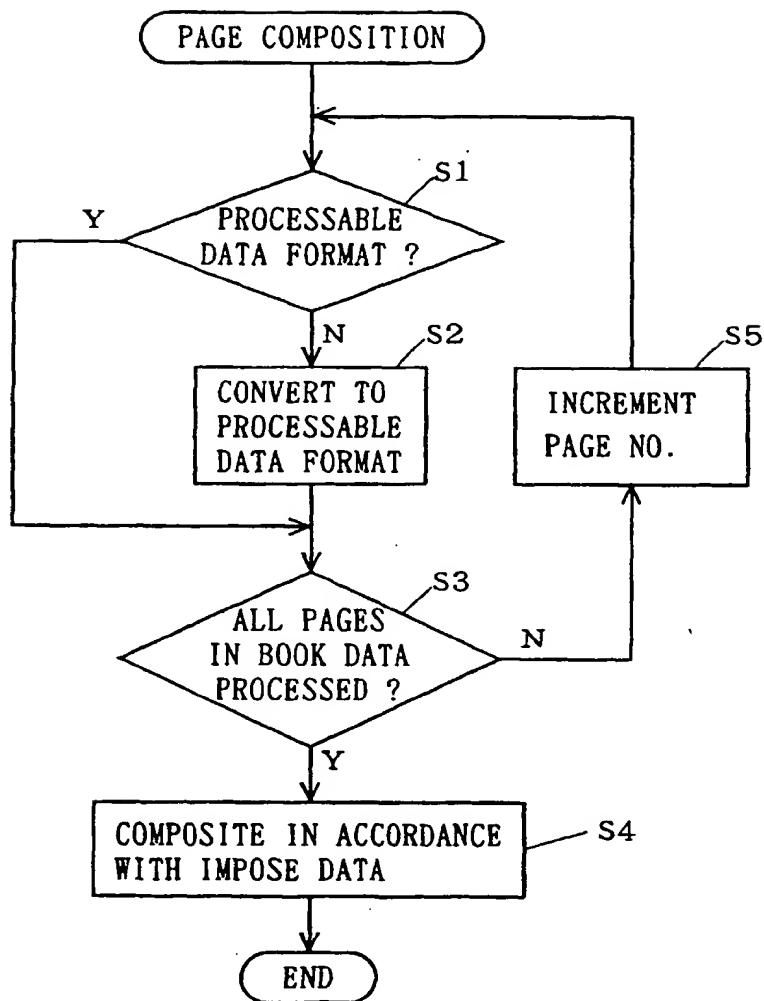 PAGE COMPOSITION
S1
Y
PROCESSABLE
DATA FORMAT ?
N
S2
CONVERT TO
PROCESSABLE
DATA FORMAT
S5
INCREMENT
PAGE NO.
S3
ALL PAGES
IN BOOK DATA
PROCESSED ?
N
Y
COMPOSITE IN ACCORDANCE
WITH IMPOSE DATA
S4
END